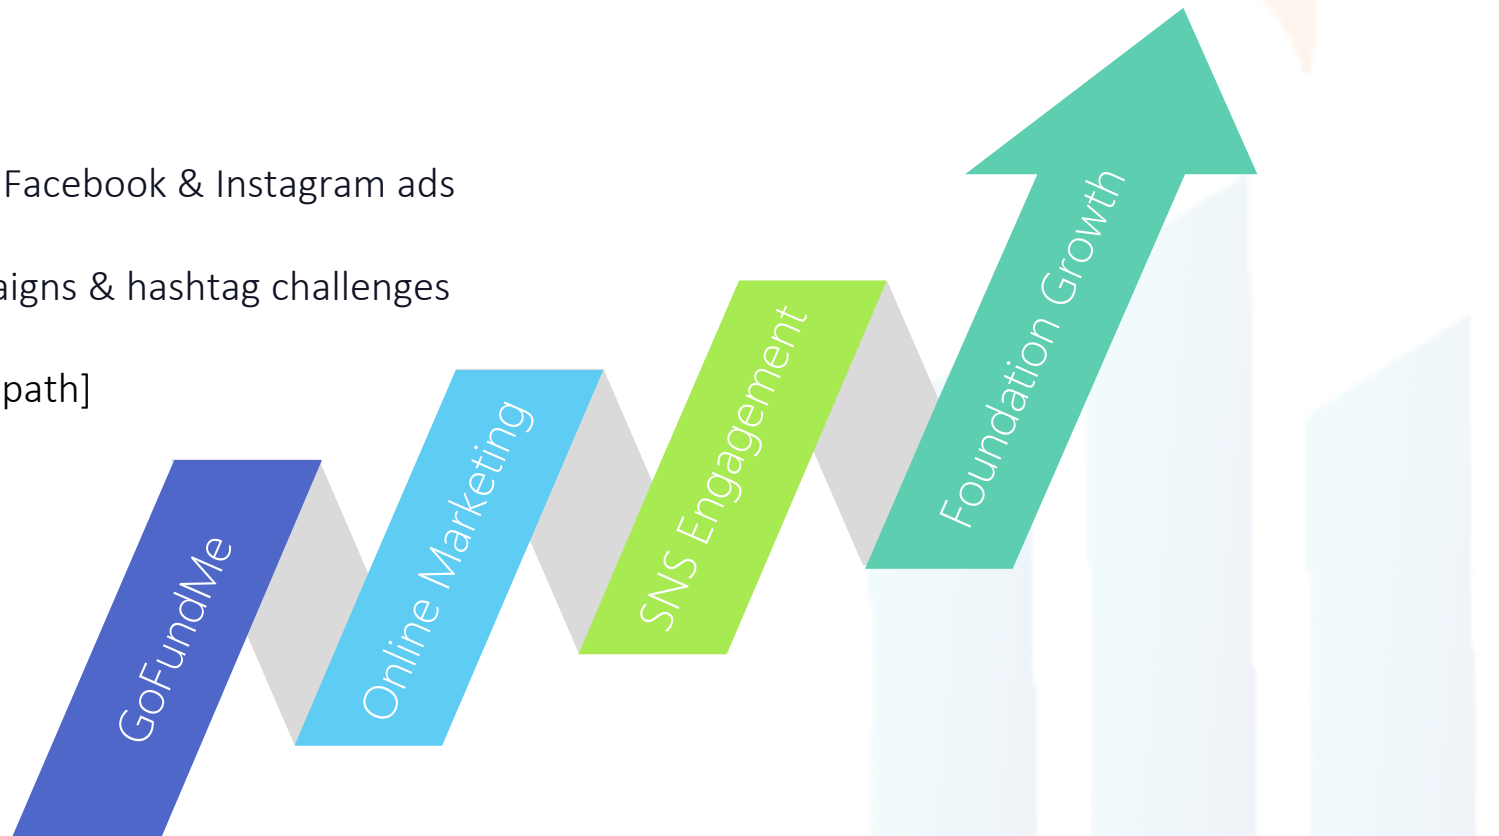 Facebook & Instagram ads
aigns & hashtag challenges
path]
GoFundMe
Online Marketing
SNS Engagement
Foundation Growth